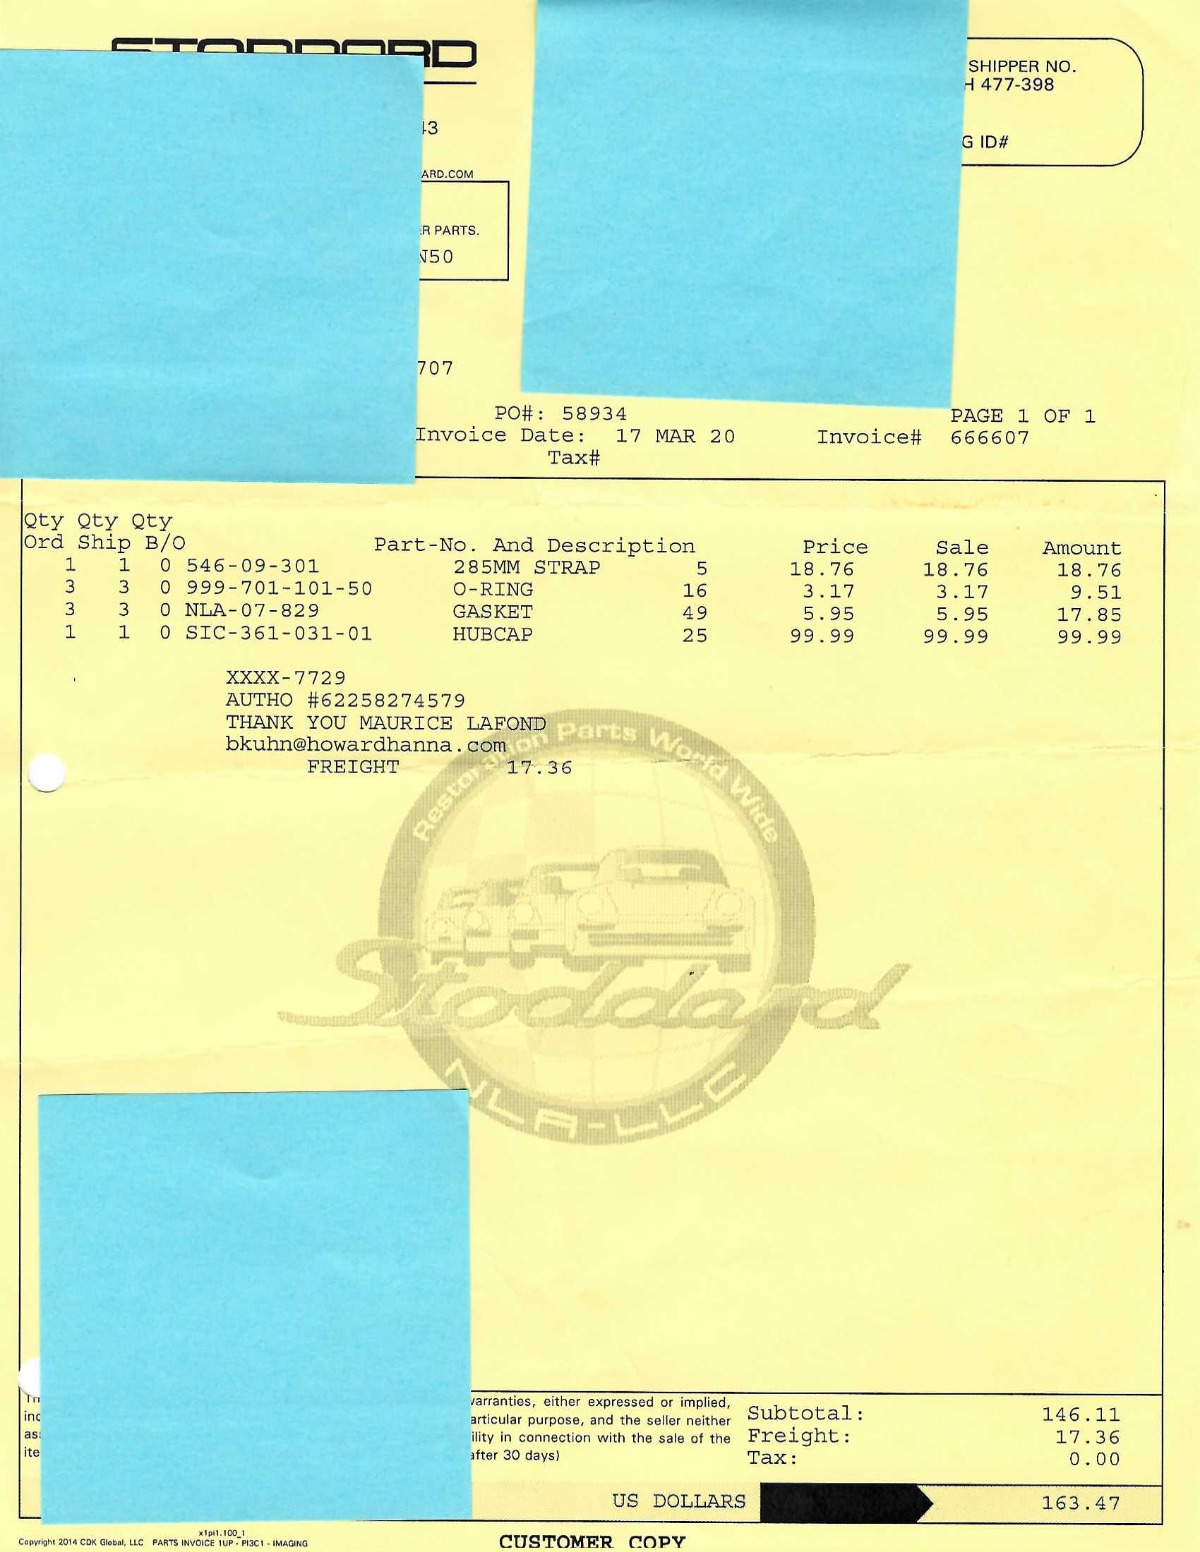 SHIPPER NO.
477-398
ID#
PO#: 58934
PAGE 1 OF 1
Invoice Date: 17 MAR 20 Invoice# 666607
Tax#
R PARTS.
N50
707
43
ARD.COM
Qty Qty Qty
Ord Ship B/O Part-No. And Description Price Sale Amount
1 1 0 546-09-301 285MM STRAP 5 18.76 18.76 18.76
3 3 0 999-701-101-50 O-RING 16 3.17 3.17 9.51
3 3 0 NLA-07-829 GASKET 49 5.95 5.95 17.85
1 1 0 SIC-361-031-01 HUBCAP 25 99.99 99.99 99.99
XXXX-7729
AUTHO #62258274579
THANK YOU MAURICE LAFOND
bkuhn@howardhanna.com
FREIGHT 17.36
Restoration Parts World Wide
Stoddard
NLA-LLC
warranties, either expressed or implied,
articular purpose, and the seller neither
ility in connection with the sale of the
after 30 days)
Subtotal: 146.11
Freight: 17.36
Tax: 0.00
US DOLLARS 163.47
x1pi1.100_1
Copyright 2014 CDK Global, LLC PARTS INVOICE 1UP - PI3C1 - IMAGING
CUSTOMER COPY